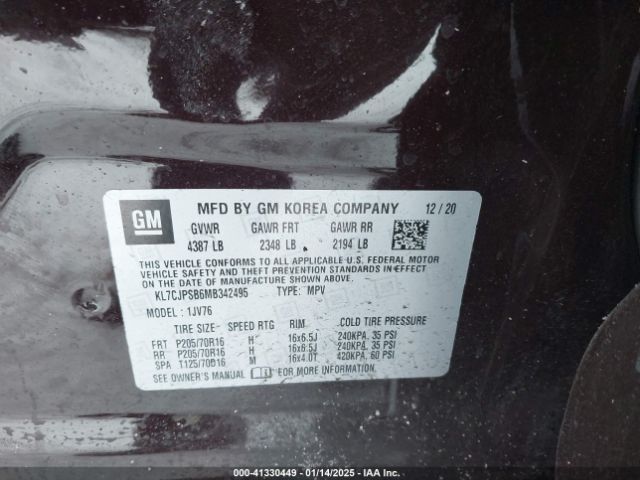 GM
MFD BY GM KOREA COMPANY 12/20
GVWR GAWR FRT GAWR RR
4387 LB 2348 LB 2194 LB
THIS VEHICLE CONFORMS TO ALL APPLICABLE U.S. FEDERAL MOTOR
VEHICLE SAFETY AND THEFT PREVENTION STANDARDS IN EFFECT
ON THE DATE OF MANUFACTURE SHOWN ABOVE.
KL7CJPSB6MB342495 TYPE: MPV
MODEL: 1JV76
TIRE SIZE SPEED RTG RIM COLD TIRE PRESSURE
FRT P205/70R16 H 16x6.5J 240KPA, 35 PSI
RR P205/70R16 H 16x6.5J 240KPA, 35 PSI
SPA T125/70D16 M 16x4.0T 420KPA, 60 PSI
SEE OWNER'S MANUAL FOR MORE INFORMATION.
000-41330449 - 01/14/2025 - IAA Inc.